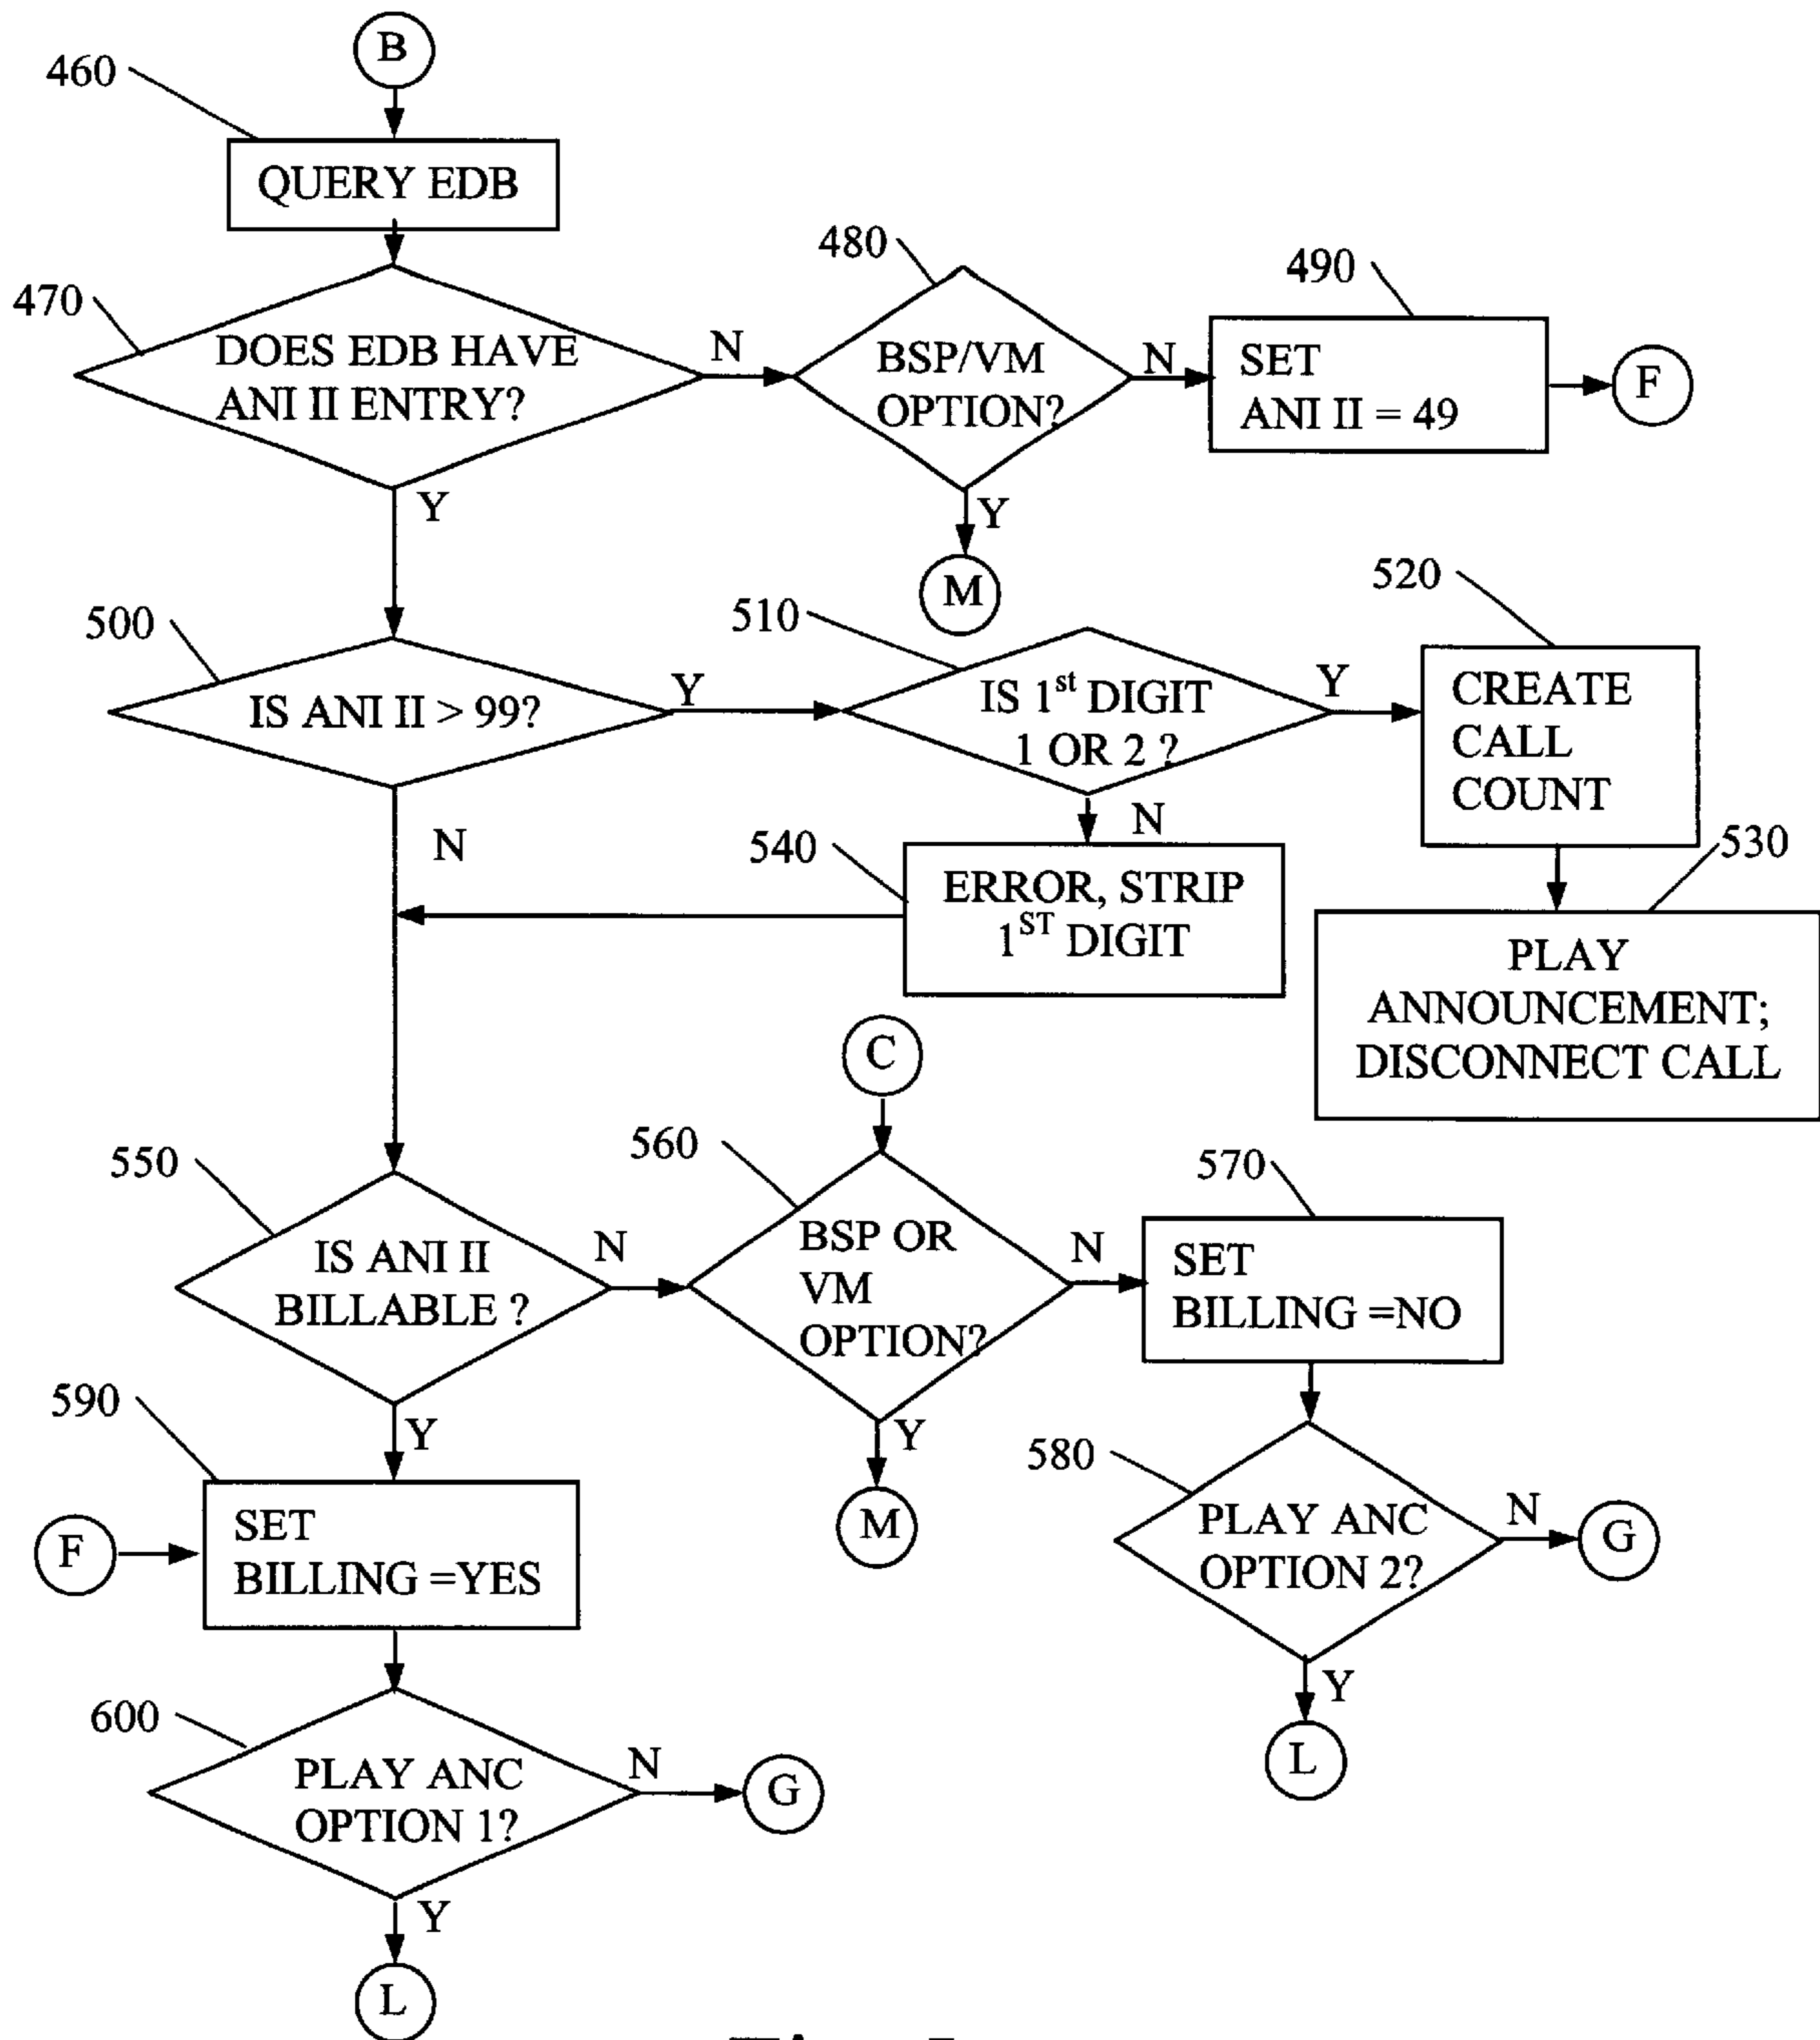 B
460
QUERY EDB
470
DOES EDB HAVE
ANI II ENTRY?
N
Y
480
BSP/VM
OPTION?
N
Y
M
490
SET
ANI II = 49
F
500
IS ANI II > 99?
Y
N
510
IS 1st DIGIT
1 OR 2 ?
Y
N
520
CREATE
CALL
COUNT
530
PLAY
ANNOUNCEMENT;
DISCONNECT CALL
540
ERROR, STRIP
1ST DIGIT
C
550
IS ANI II
BILLABLE ?
N
Y
560
BSP OR
VM
OPTION?
N
Y
M
570
SET
BILLING =NO
580
PLAY ANC
OPTION 2?
N
G
Y
L
590
F
SET
BILLING =YES
600
PLAY ANC
OPTION 1?
N
G
Y
L